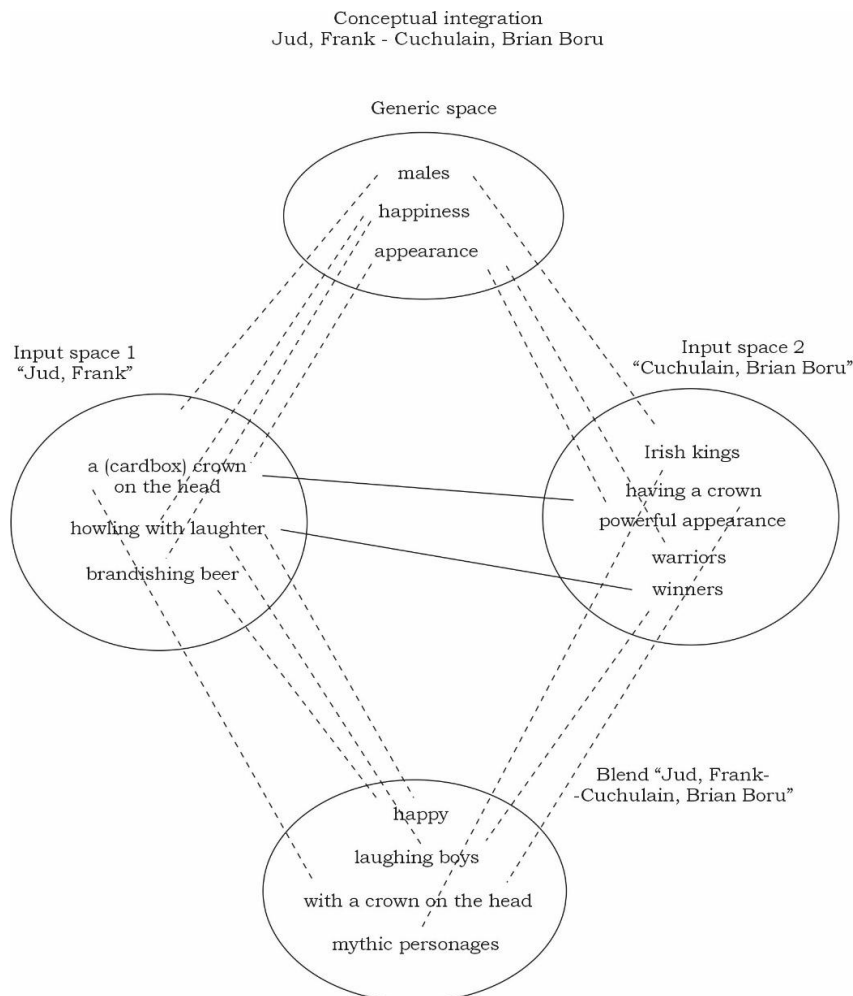 Conceptual integration
Jud, Frank - Cuchulain, Brian Boru
Generic space
males
happiness
appearance
Input space 1
“Jud, Frank”
a (cardbox) crown
on the head
howling with laughter
brandishing beer
Input space 2
“Cuchulain, Brian Boru”
Irish kings
having a crown
powerful appearance
warriors
winners
Blend “Jud, Frank-
-Cuchulain, Brian Boru”
happy
laughing boys
with a crown on the head
mythic personages